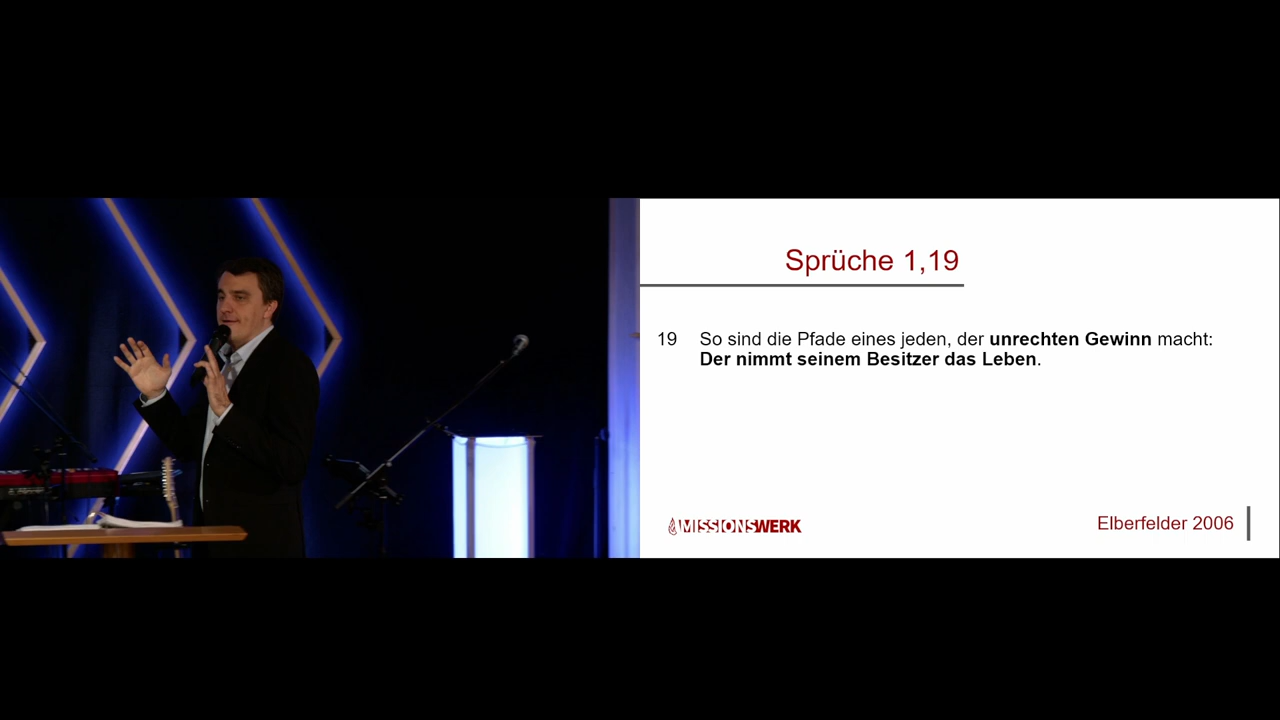 Sprüche 1,19
19 So sind die Pfade eines jeden, der unrechten Gewinn macht:
Der nimmt seinem Besitzer das Leben.
MISSIONSWERK
Elberfelder 2006